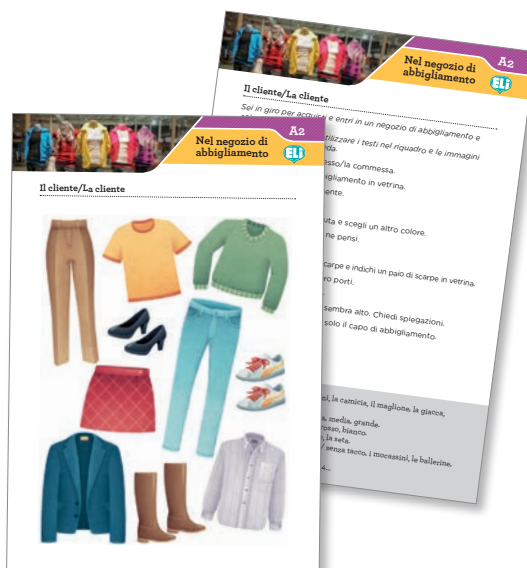 A2
Nel negozio di
abbigliamento
ELi
Il cliente/La cliente
A2
Nel negozio di
abbigliamento
ELi
Il cliente/La cliente
Sei in giro per acquisti e entri in un negozio di abbigliamento e
utilizzare i testi nel riquadro e le immagini
esso/la commessa.
bigliamento in vetrina.
ente.
uta e scegli un altro colore.
ne pensi.
carpe e indichi un paio di scarpe in vetrina.
ro porti.
sembra alto. Chiedi spiegazioni.
solo il capo di abbigliamento.
ni, la camicia, il maglione, la giacca,
a, media, grande.
rosso, bianco.
i, la seta.
/ senza tacco, i mocassini, le ballerine,
4...